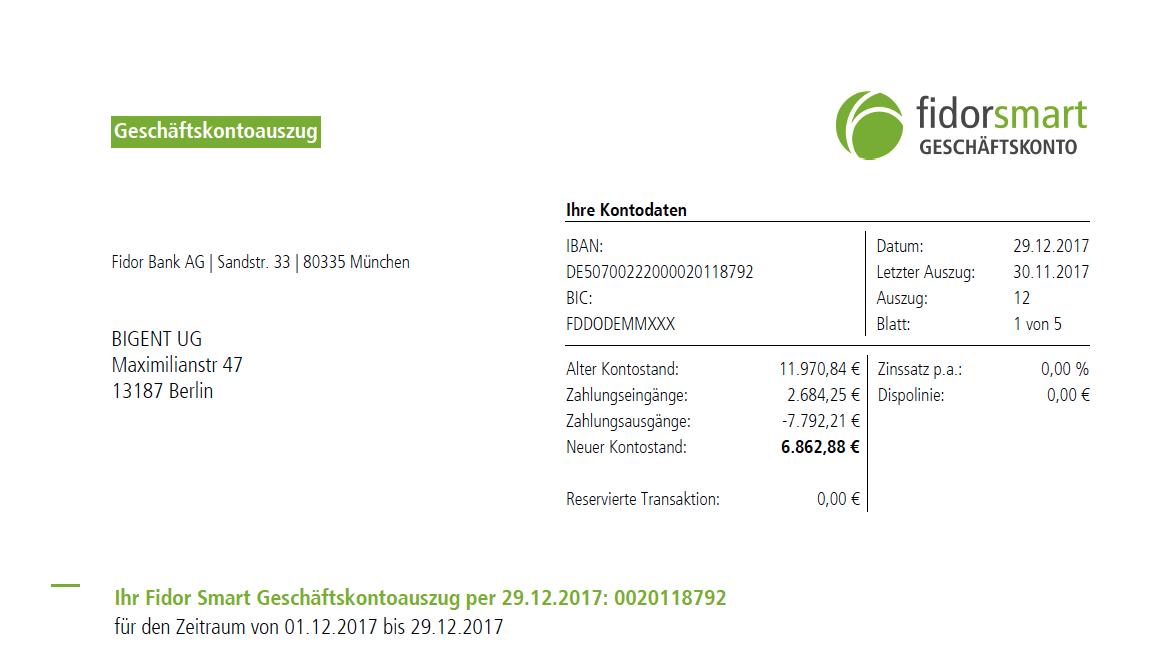 Geschäftskontoauszug
fidorsmart
GESCHÄFTSKONTO
Ihre Kontodaten
Fidor Bank AG | Sandstr. 33 | 80335 München
BIGENT UG
Maximilianstr 47
13187 Berlin
IBAN:
DE50700222000020118792
BIC:
FDDODEMMXXX
Datum: 29.12.2017
Letzter Auszug: 30.11.2017
Auszug: 12
Blatt: 1 von 5
Alter Kontostand: 11.970,84 €
Zahlungseingänge: 2.684,25 €
Zahlungsausgänge: -7.792,21 €
Neuer Kontostand: 6.862,88 €
Reservierte Transaktion: 0,00 €
Zinssatz p.a.: 0,00 %
Dispolinie: 0,00 €
Ihr Fidor Smart Geschäftskontoauszug per 29.12.2017: 0020118792
für den Zeitraum von 01.12.2017 bis 29.12.2017